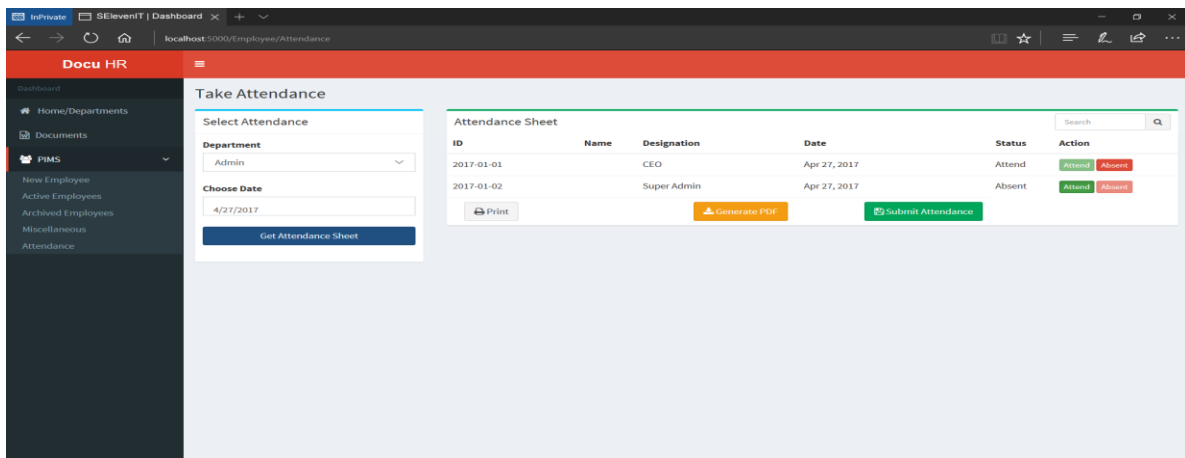 InPrivate SElevenIT | Dashboard
localhost:5000/Employee/Attendance
Docu HR
Dashboard
Home/Departments
Documents
PIMS
New Employee
Active Employees
Archived Employees
Miscellaneous
Attendance
Take Attendance
Select Attendance
Department
Admin
Choose Date
4/27/2017
Get Attendance Sheet
Attendance Sheet Search
ID Name Designation Date Status Action
2017-01-01 CEO Apr 27, 2017 Attend Attend Absent
2017-01-02 Super Admin Apr 27, 2017 Absent Attend Absent
Print Generate PDF Submit Attendance